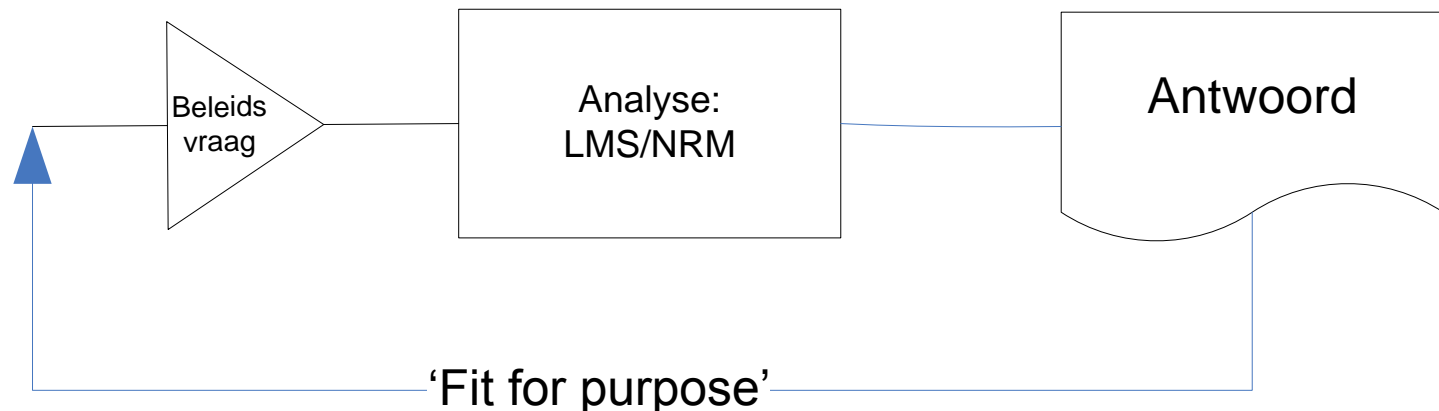 Beleids
vraag
Analyse:
LMS/NRM
Antwoord
‘Fit for purpose’